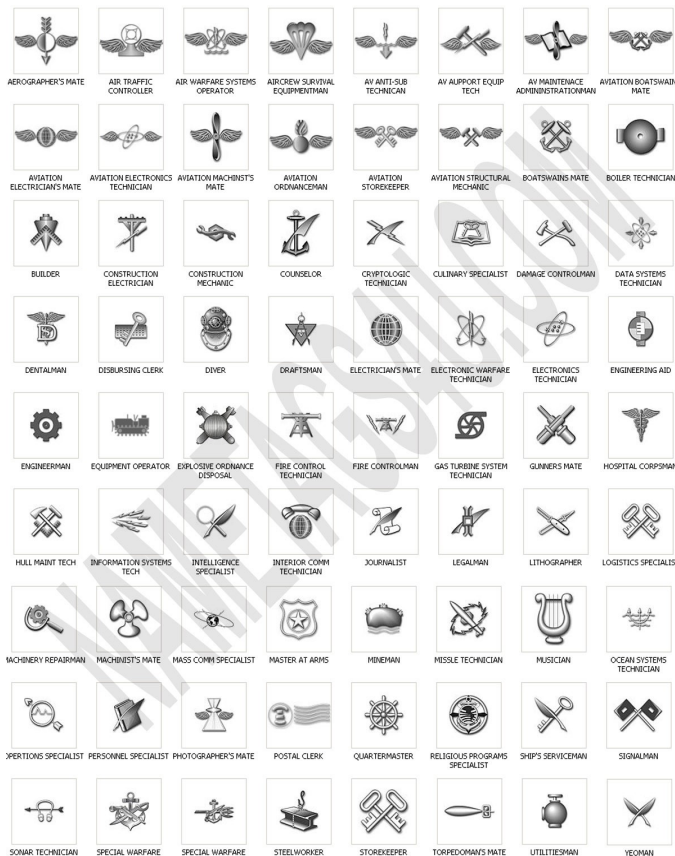 AEROGRAPHER'S MATE
AIR TRAFFIC
CONTROLLER
AIR WARFARE SYSTEMS
OPERATOR
AIRCREW SURVIVAL
EQUIPMENTMAN
AV ANTI-SUB
TECHNICAN
AV AUPPORT EQUIP
TECH
AV MAINTENACE
ADMININSTRATIONMAN
AVIATION BOATSWAIN
MATE
AVIATION
ELECTRICIAN'S MATE
AVIATION ELECTRONICS
TECHNICIAN
AVIATION MACHINST'S
MATE
AVIATION
ORDNANCEMAN
AVIATION
STOREKEEPER
AVIATION STRUCTURAL
MECHANIC
BOATSWAINS MATE
BOILER TECHNICIAN
BUILDER
CONSTRUCTION
ELECTRICIAN
CONSTRUCTION
MECHANIC
COUNSELOR
CRYPTOLOGIC
TECHNICIAN
CULINARY SPECIALIST
DAMAGE CONTROLMAN
DATA SYSTEMS
TECHNICIAN
DENTALMAN
DISBURSING CLERK
DIVER
DRAFTSMAN
ELECTRICIAN'S MATE
ELECTRONIC WARFARE
TECHNICIAN
ELECTRONICS
TECHNICIAN
ENGINEERING AID
ENGINEERMAN
EQUIPMENT OPERATOR
EXPLOSIVE ORDNANCE
DISPOSAL
FIRE CONTROL
TECHNICIAN
FIRE CONTROLMAN
GAS TURBINE SYSTEM
TECHNICIAN
GUNNERS MATE
HOSPITAL CORPSMAN
HULL MAINT TECH
INFORMATION SYSTEMS
TECH
INTELLIGENCE
SPECIALIST
INTERIOR COMM
TECHNICIAN
JOURNALIST
LEGALMAN
LITHOGRAPHER
LOGISTICS SPECIALIS
MACHINERY REPAIRMAN
MACHINIST'S MATE
MASS COMM SPECIALIST
MASTER AT ARMS
MINEMAN
MISSLE TECHNICIAN
MUSICIAN
OCEAN SYSTEMS
TECHNICIAN
OPERTIONS SPECIALIST
PERSONNEL SPECIALIST
PHOTOGRAPHER'S MATE
POSTAL CLERK
QUARTERMASTER
RELIGIOUS PROGRAMS
SPECIALIST
SHIP'S SERVICEMAN
SIGNALMAN
SONAR TECHNICIAN
SPECIAL WARFARE
SPECIAL WARFARE
STEELWORKER
STOREKEEPER
TORPEDOMAN'S MATE
UTILITIESMAN
YEOMAN
NAMETAGS4U.COM